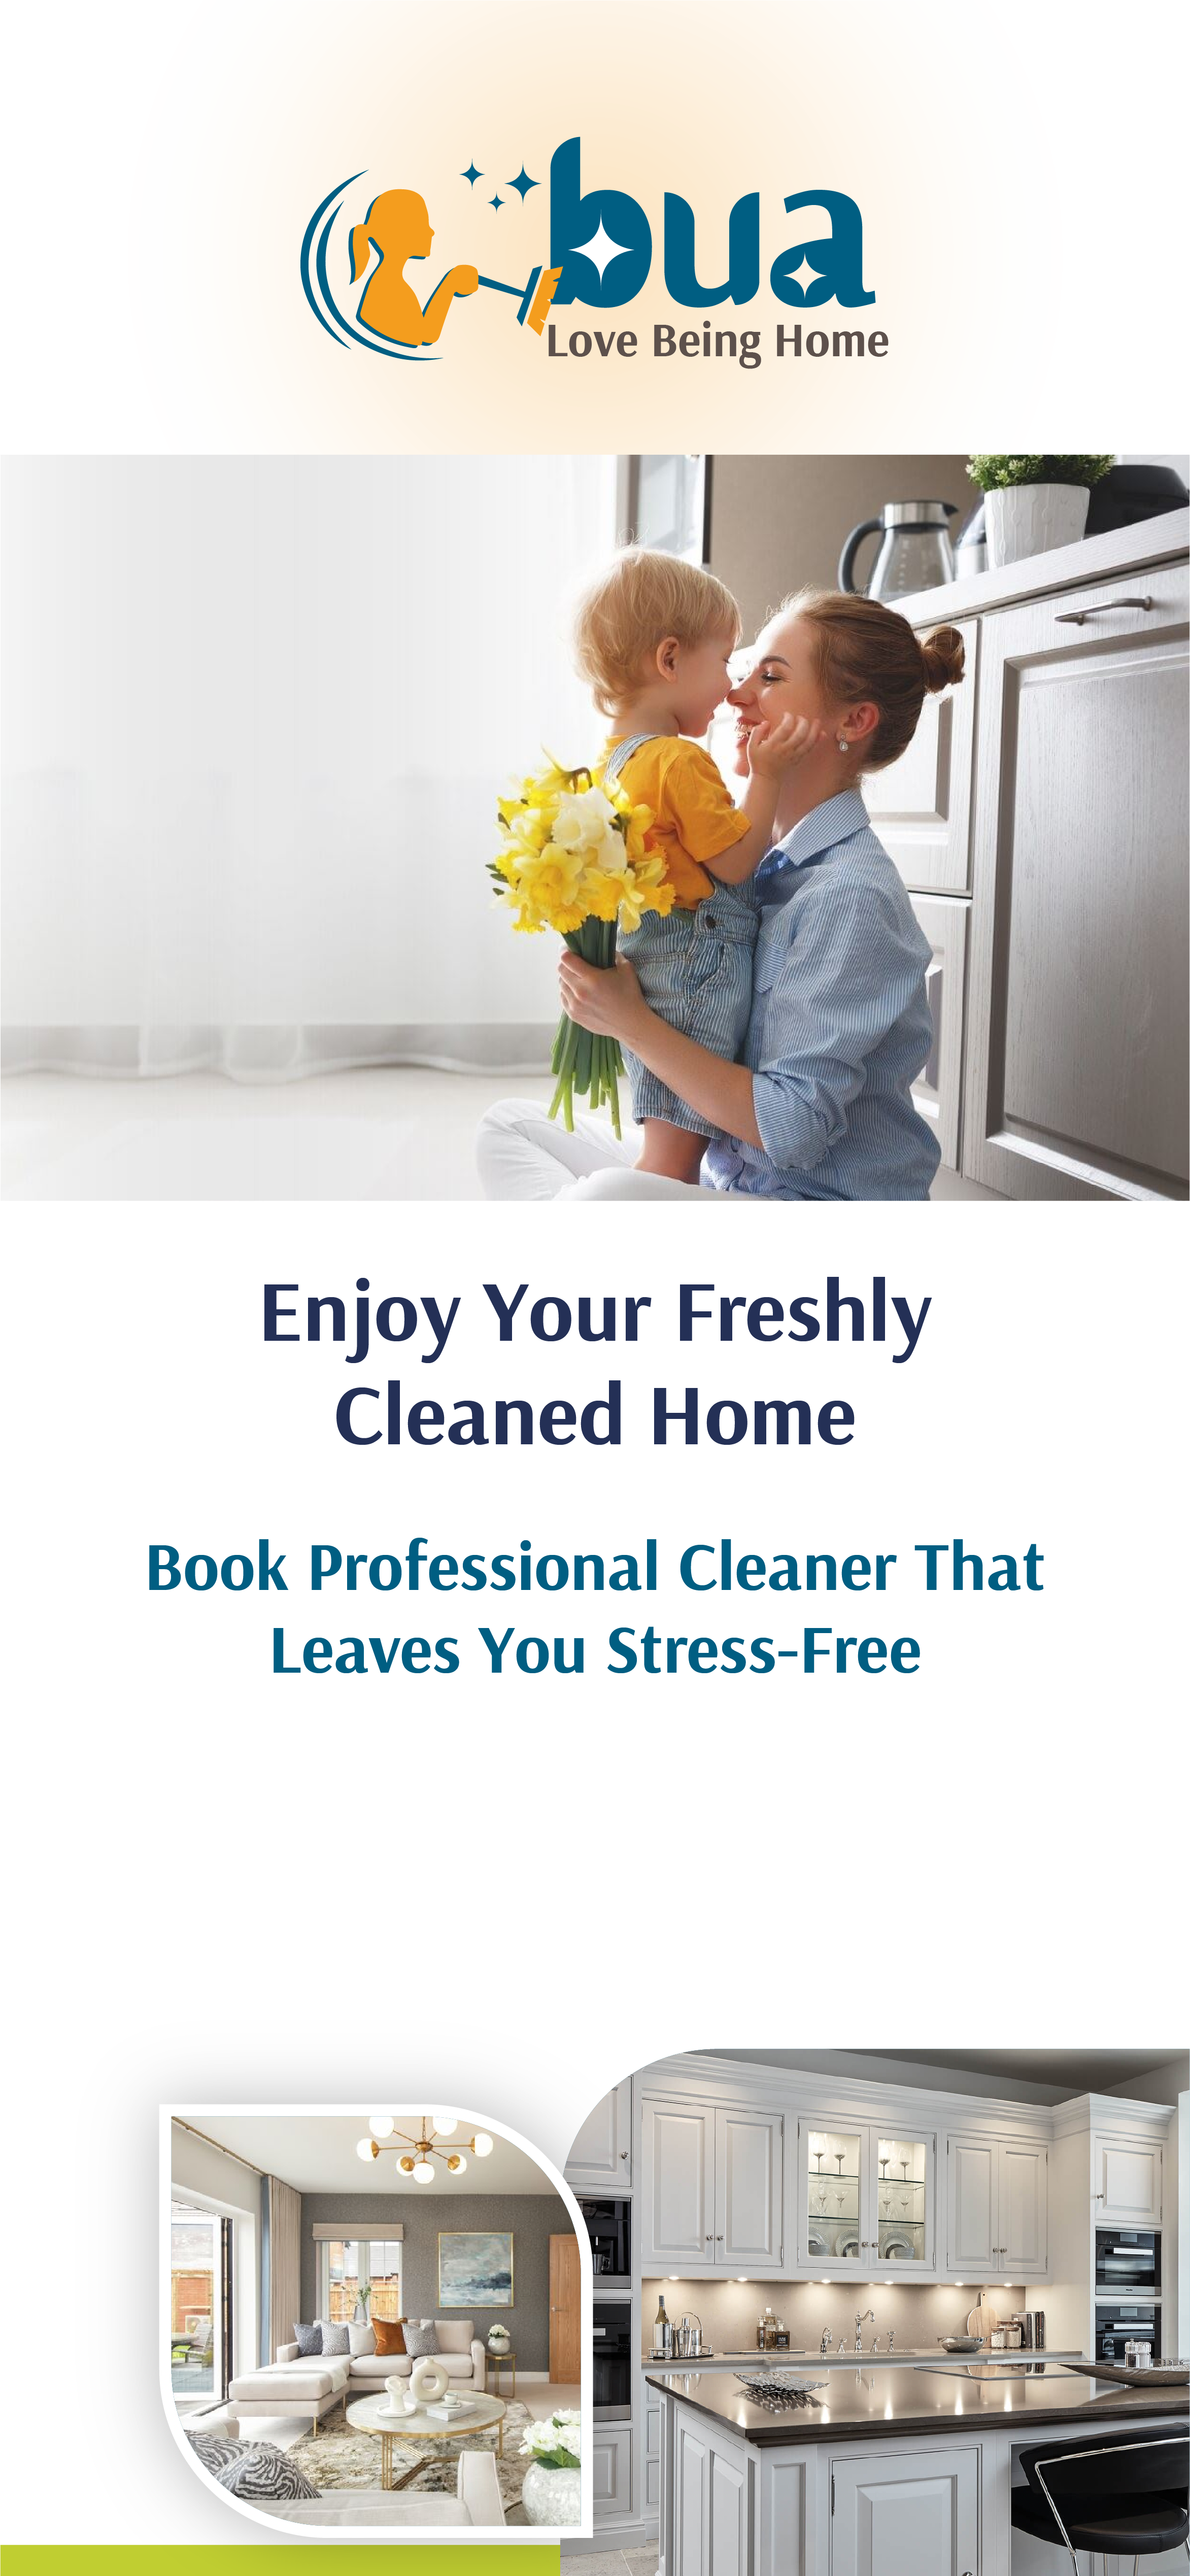 bua
Love Being Home
Enjoy Your Freshly
Cleaned Home
Book Professional Cleaner That
Leaves You Stress-Free